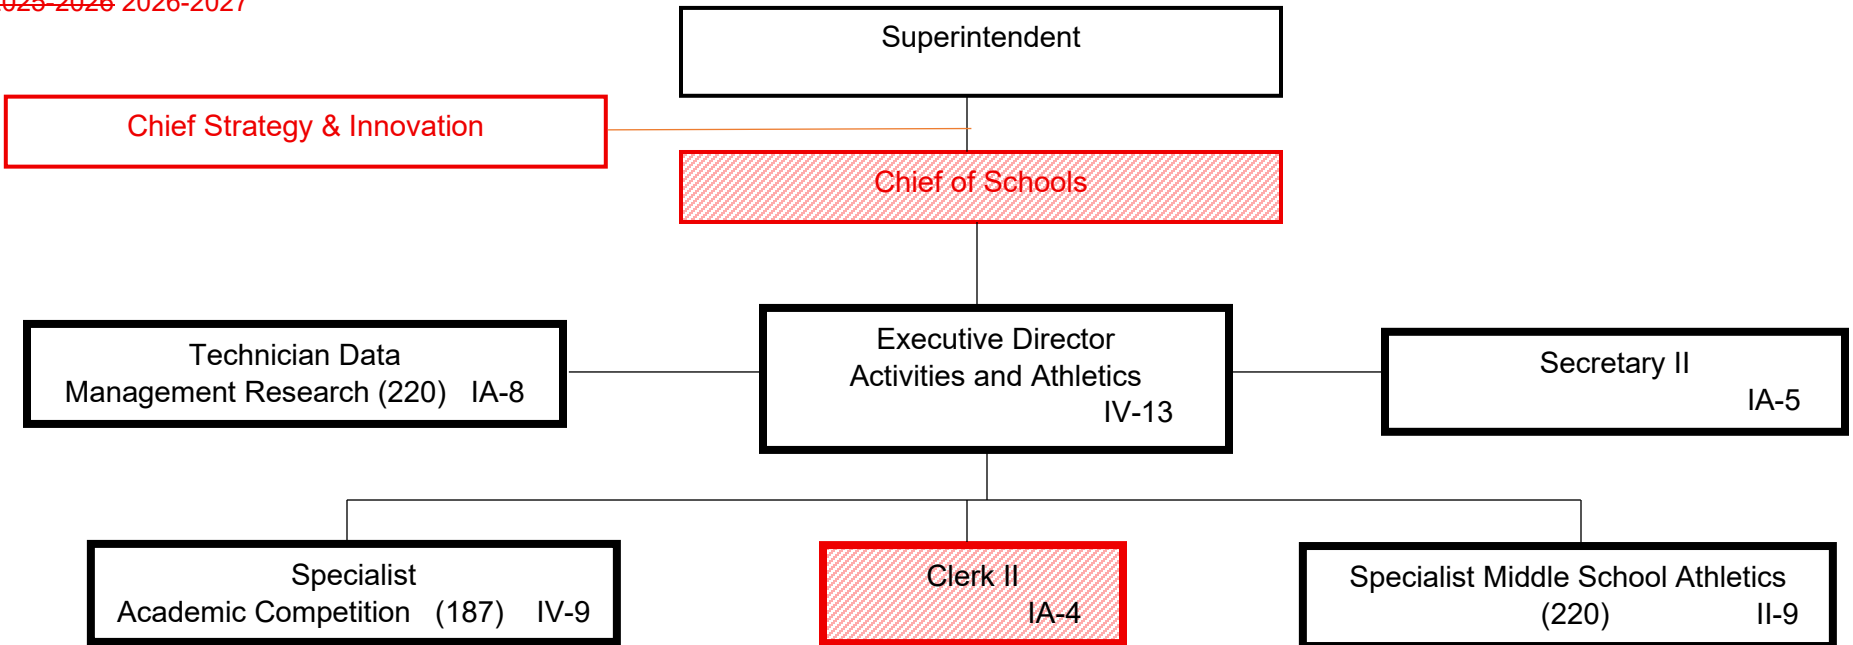 2025-2026 2026-2027
Superintendent
Chief Strategy & Innovation
Chief of Schools
Technician Data
Management Research (220) IA-8
Executive Director
Activities and Athletics
IV-13
Secretary II
IA-5
Specialist
Academic Competition (187) IV-9
Clerk II
IA-4
Specialist Middle School Athletics
(220) II-9